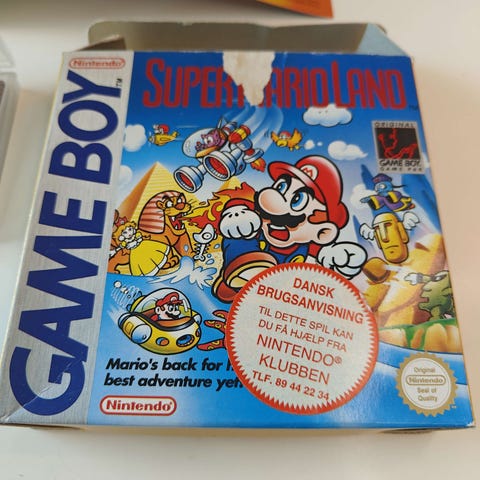 Nintendo
GAME BOY
TM
SUPER MARIO LAND
ORIGINAL
GAME BOY
GAME PAK
DANSK
BRUGSANVISNING
TIL DETTE SPIL KAN
DU FÅ HJÆLP FRA
NINTENDO®
KLUBBEN
TLF. 89 44 22 34
Mario's back for
best adventure yet
Nintendo
Original
Nintendo
Seal of
Quality